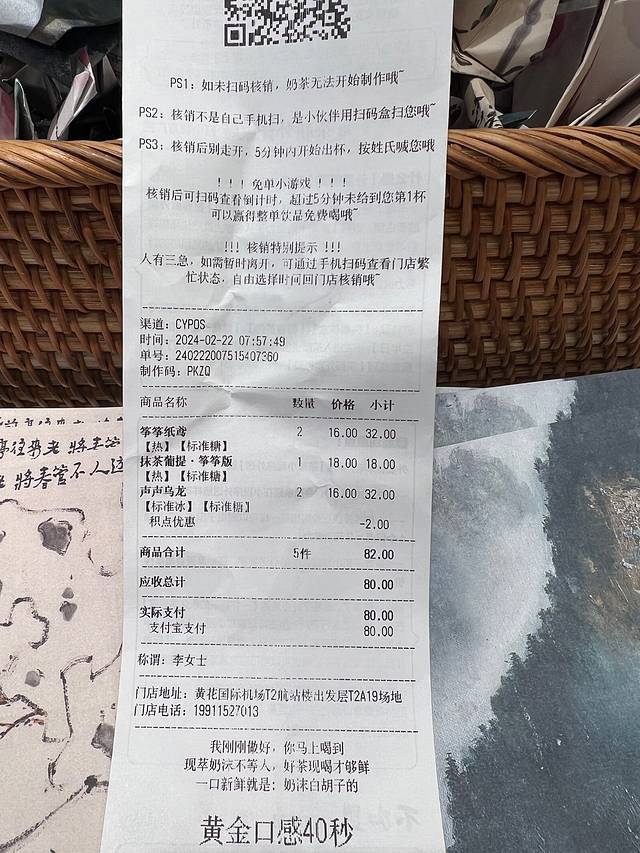 PS1：如未扫码核销，奶茶无法开始制作哦~
PS2：核销不是自己手机扫，是小伙伴用扫码盒扫您哦~
PS3：核销后别走开，5分钟内开始出杯，按姓氏喊您哦
！！！ 免单小游戏 ！！！
核销后可扫码查看倒计时，超过5分钟未给到您第1杯
可以赢得整单饮品免费喝哦~
!!! 核销特别提示 !!!
人有三急，如需暂时离开，可通过手机扫码查看门店繁
忙状态，自由选择时间回门店核销哦~
渠道：CYPOS
时间：2024-02-22 07:57:49
单号：240222007515407360
制作码：PKZQ
商品名称 数量 价格 小计
筝筝纸鸢 2 16.00 32.00
【热】【标准糖】
抹茶葡提·筝筝版 1 18.00 18.00
【热】【标准糖】
声声乌龙 2 16.00 32.00
【标准冰】【标准糖】
积点优惠 -2.00
商品合计 5件 82.00
应收总计 80.00
实际支付 80.00
支付宝支付 80.00
称谓：李女士
门店地址：黄花国际机场T2航站楼出发层T2A19场地
门店电话：19911527013
我刚刚做好，你马上喝到
现萃奶沫不等人，好茶现喝才够鲜
一口新鲜就是：奶沫白胡子的
黄金口感40秒
将春管不人